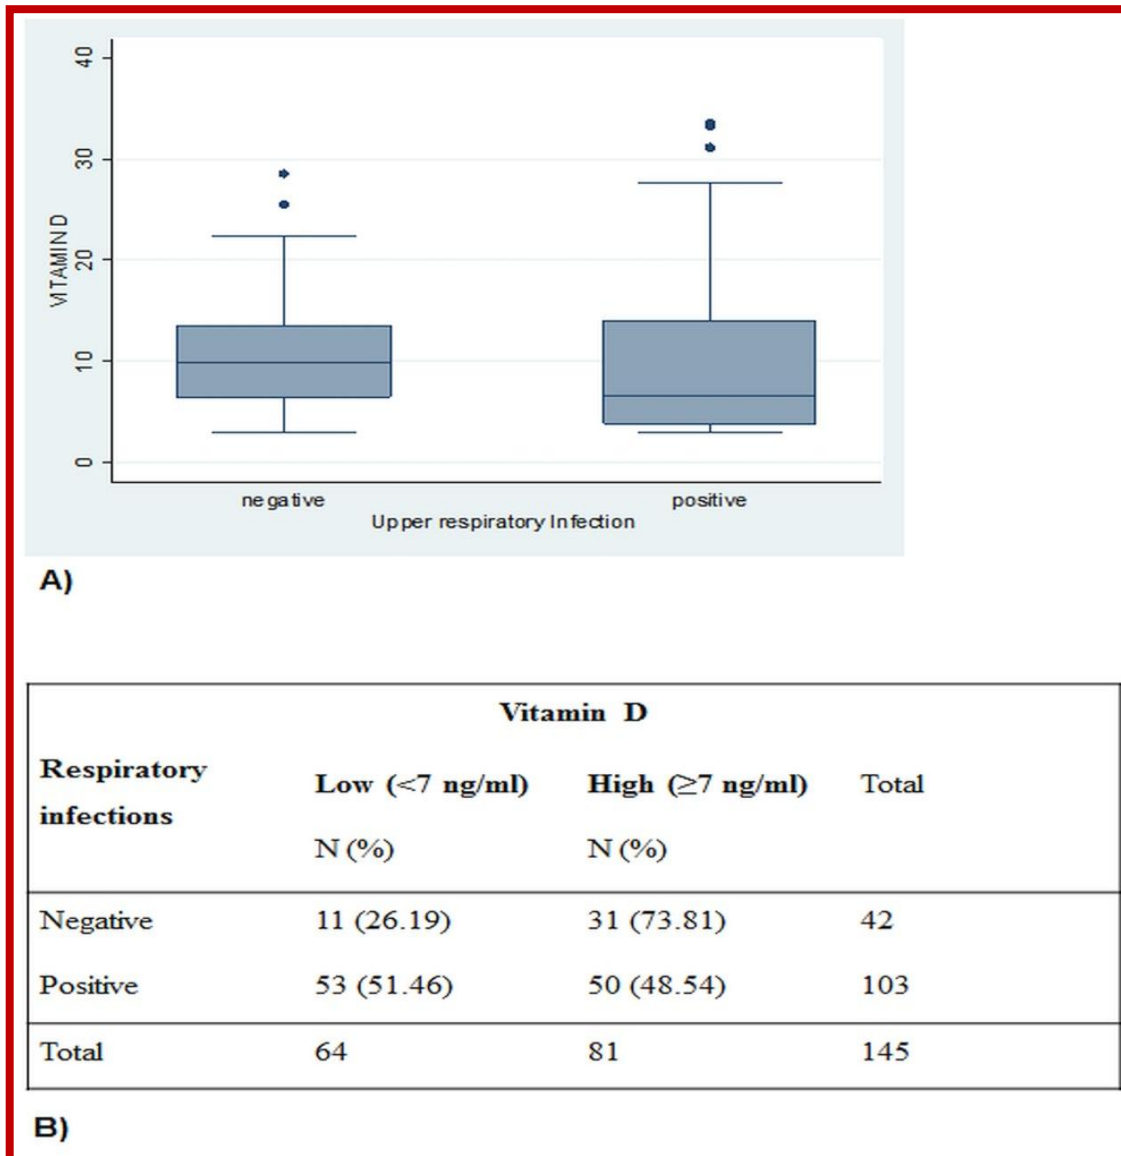 40
30
20
10
0
VITAMIN D
negative positive
Upper respiratory Infection
A)
Vitamin D
Respiratory infections
Low (<7 ng/ml) High (≥7 ng/ml) Total
N (%) N (%)
Negative 11 (26.19) 31 (73.81) 42
Positive 53 (51.46) 50 (48.54) 103
Total 64 81 145
B)